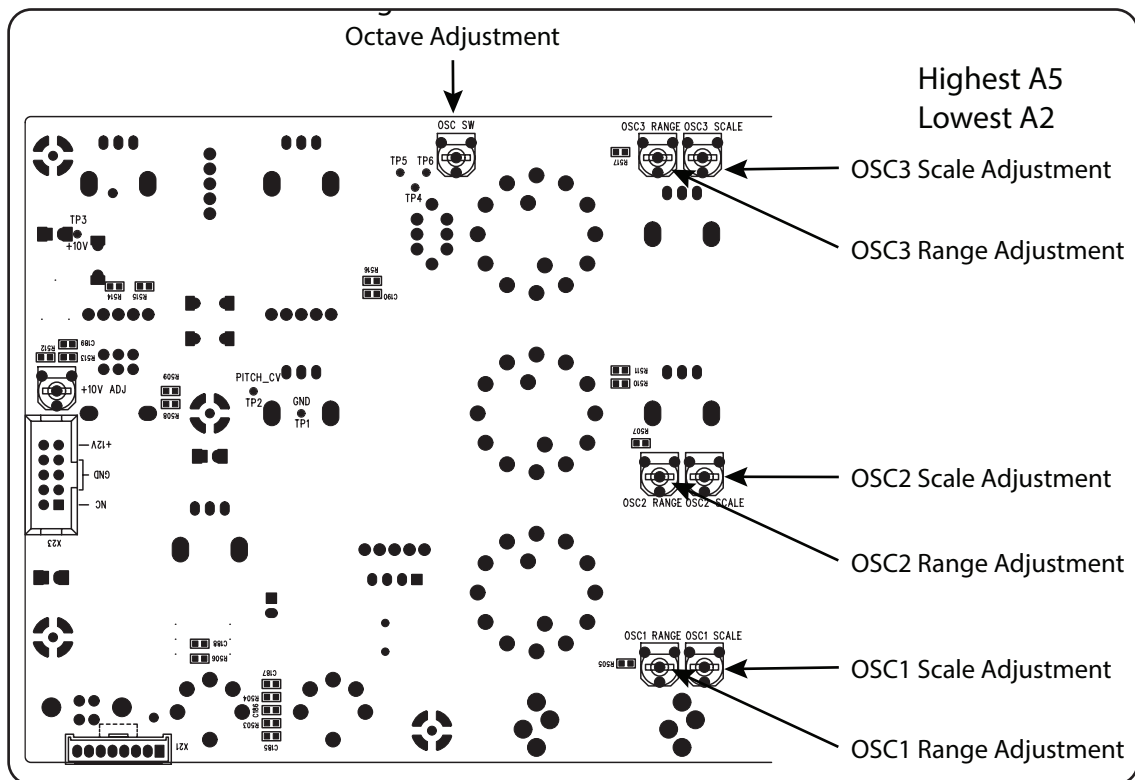 Octave Adjustment
Highest A5
Lowest A2
OSC SW
OSC3 RANGE OSC3 SCALE
R517
TP5 TP6
TP4
OSC3 Scale Adjustment
TP3
+10V
OSC3 Range Adjustment
R514 R515
R516
C190
C189
R512
R513
+10V ADJ
R509
R508
PITCH_CV
TP2
GND
TP1
R511
R510
R507
+12V
GND
NC
X23
OSC2 Scale Adjustment
OSC2 RANGE OSC2 SCALE
OSC2 Range Adjustment
OSC1 RANGE OSC1 SCALE
R505
C188
R506
OSC1 Scale Adjustment
C187
R504
C186
R503
C185
X21
OSC1 Range Adjustment